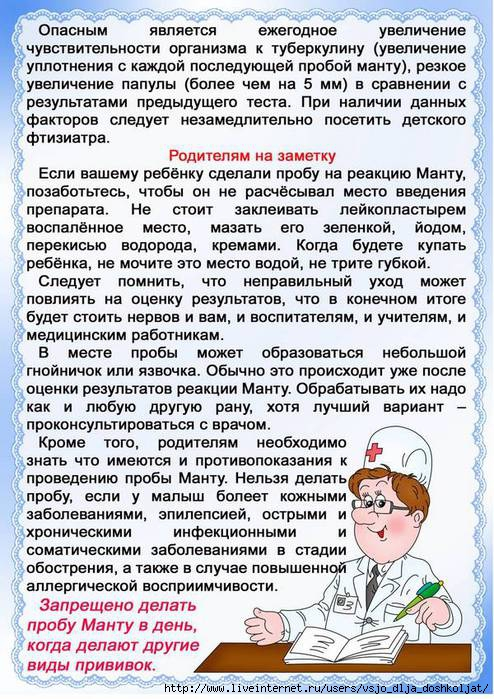 Опасным является ежегодное увеличение
чувствительности организма к туберкулину (увеличение
уплотнения с каждой последующей пробой манту), резкое
увеличение папулы (более чем на 5 мм) в сравнении с
результатами предыдущего теста. При наличии данных
факторов следует незамедлительно посетить детского
фтизиатра.
Родителям на заметку
Если вашему ребёнку сделали пробу на реакцию Манту,
позаботьтесь, чтобы он не расчёсывал место введения
препарата. Не стоит заклеивать лейкопластырем
воспалённое место, мазать его зеленкой, йодом,
перекисью водорода, кремами. Когда будете купать
ребёнка, не мочите это место водой, не трите губкой.
Следует помнить, что неправильный уход может
повлиять на оценку результатов, что в конечном итоге
будет стоить нервов и вам, и воспитателям, и учителям, и
медицинским работникам.
В месте пробы может образоваться небольшой
гнойничок или язвочка. Обычно это происходит уже после
оценки результатов реакции Манту. Обрабатывать их надо
как и любую другую рану, хотя лучший вариант –
проконсультироваться с врачом.
Кроме того, родителям необходимо
знать что имеются и противопоказания к
проведению пробы Манту. Нельзя делать
пробу, если у малыш болеет кожными
заболеваниями, эпилепсией, острыми и
хроническими инфекционными и
соматическими заболеваниями в стадии
обострения, а также в случае повышенной
аллергической восприимчивости.
Запрещено делать
пробу Манту в день,
когда делают другие
виды прививок.
http://www.liveinternet.ru/users/vsjo_dlja_doshkoljat/